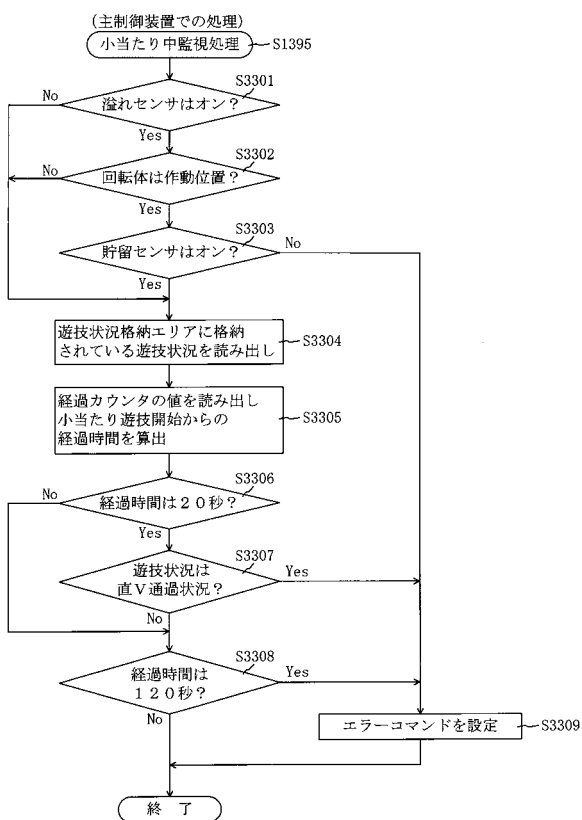 (主制御装置での処理)
小当たり中監視処理
S1395
S3301
No
溢れセンサはオン?
Yes
S3302
No
回転体は作動位置?
Yes
S3303
貯留センサはオン?
No
Yes
遊技状況格納エリアに格納
されている遊技状況を読み出し
S3304
経過カウンタの値を読み出し
小当たり遊技開始からの
経過時間を算出
S3305
S3306
No
経過時間は20秒?
Yes
S3307
遊技状況は
直V通過状況?
Yes
No
S3308
経過時間は
120秒?
Yes
No
エラーコマンドを設定
S3309
終 了